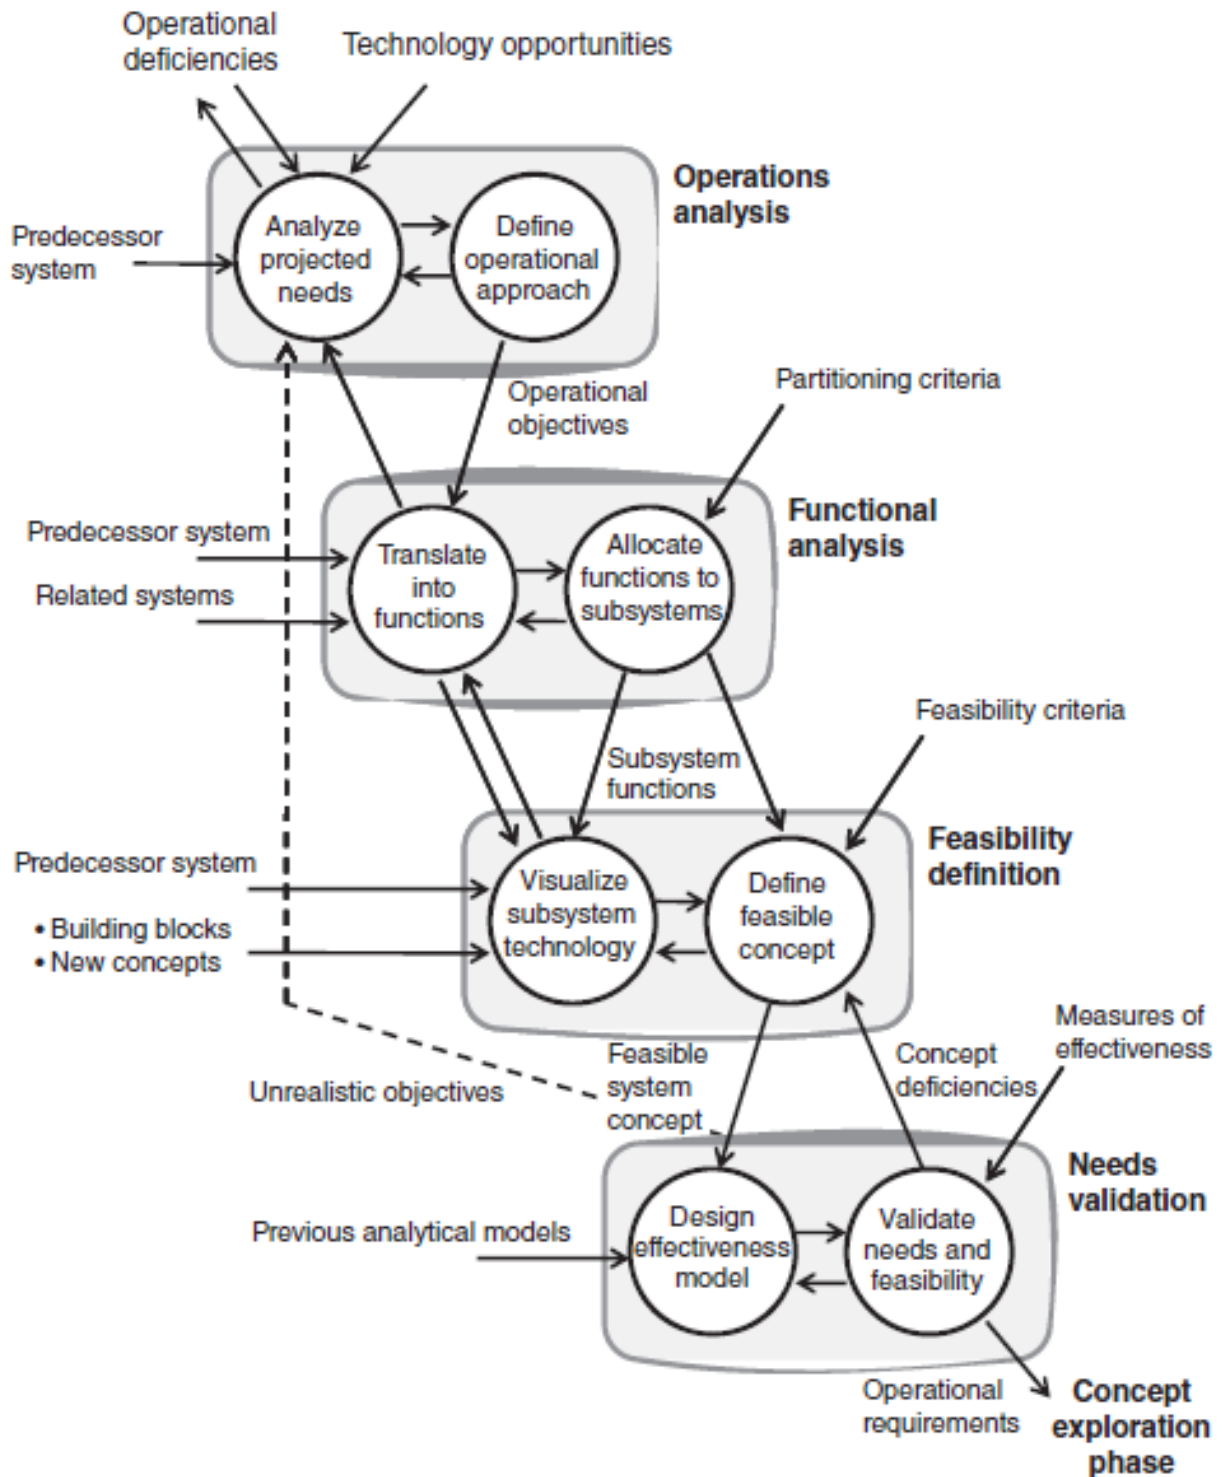 Operational
deficiencies
Technology opportunities
Operations
analysis
Predecessor
system
Analyze
projected
needs
Define
operational
approach
Operational
objectives
Partitioning criteria
Functional
analysis
Predecessor system
Related systems
Translate
into
functions
Allocate
functions to
subsystems
Subsystem
functions
Feasibility criteria
Feasibility
definition
Predecessor system
• Building blocks
• New concepts
Visualize
subsystem
technology
Define
feasible
concept
Unrealistic objectives
Feasible
system
concept
Concept
deficiencies
Measures of
effectiveness
Needs
validation
Previous analytical models
Design
effectiveness
model
Validate
needs and
feasibility
Operational
requirements
Concept
exploration
phase